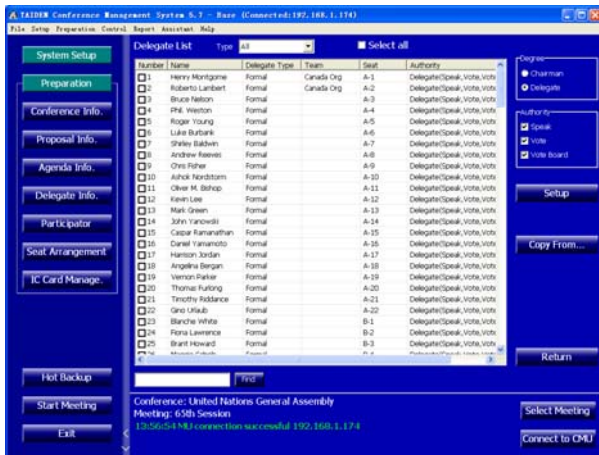 TAIDEN Conference Management System 5.7 - Base (Connected:192.168.1.174)
File Setup Preparation Control Report Assistant Help
System Setup
Preparation
Conference Info.
Proposal Info.
Agenda Info.
Delegate Info.
Participator
Seat Arrangement
IC Card Manage.
Hot Backup
Start Meeting
Exit
Delegate List Type All Select all
Number Name Delegate Type Team Seat Authority
1 Henry Montgome Formal Canada Org A-1 Delegate(Speak,Vote,Vote
2 Roberto Lambert Formal Canada Org A-2 Delegate(Speak,Vote,Vote
3 Bruce Nelson Formal A-3 Delegate(Speak,Vote,Vote
4 Phil. Weston Formal A-4 Delegate(Speak,Vote,Vote
5 Roger Young Formal A-5 Delegate(Speak,Vote,Vote
6 Luke Burbank Formal A-6 Delegate(Speak,Vote,Vote
7 Shirley Baldwin Formal A-7 Delegate(Speak,Vote,Vote
8 Andrew Reeves Formal A-8 Delegate(Speak,Vote,Vote
9 Chris Fisher Formal A-9 Delegate(Speak,Vote,Vote
10 Ashok Nordstorm Formal A-10 Delegate(Speak,Vote,Vote
11 Oliver M. Bishop Formal A-11 Delegate(Speak,Vote,Vote
12 Kevin Lee Formal A-12 Delegate(Speak,Vote,Vote
13 Mark Green Formal A-13 Delegate(Speak,Vote,Vote
14 John Yanowski Formal A-14 Delegate(Speak,Vote,Vote
15 Caspar Ramanathan Formal A-15 Delegate(Speak,Vote,Vote
16 Daniel Yamamoto Formal A-16 Delegate(Speak,Vote,Vote
17 Harrison Jordan Formal A-17 Delegate(Speak,Vote,Vote
18 Angelina Bergan Formal A-18 Delegate(Speak,Vote,Vote
19 Vernon Parker Formal A-19 Delegate(Speak,Vote,Vote
20 Thomas Furlong Formal A-20 Delegate(Speak,Vote,Vote
21 Timothy Riddance Formal A-21 Delegate(Speak,Vote,Vote
22 Gino Urlaub Formal A-22 Delegate(Speak,Vote,Vote
23 Blanche White Formal B-1 Delegate(Speak,Vote,Vote
24 Fiona Lawrence Formal B-2 Delegate(Speak,Vote,Vote
25 Brant Howard Formal B-3 Delegate(Speak,Vote,Vote
Find
Degree
Chairman
Delegate
Authority
Speak
Vote
Vote Board
Setup
Copy From...
Return
Conference: United Nations General Assembly
Meeting: 65th Session
13:56:54 MU connection successful 192.168.1.174
Select Meeting
Connect to CMU